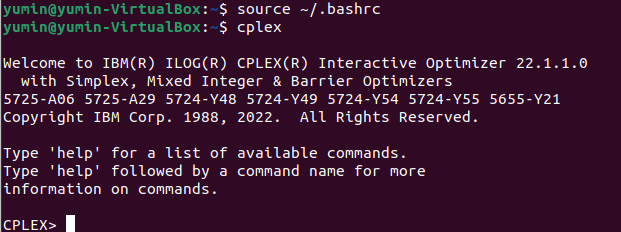 yumin@yumin-VirtualBox:~$ source ~/.bashrc
yumin@yumin-VirtualBox:~$ cplex
Welcome to IBM(R) ILOG(R) CPLEX(R) Interactive Optimizer 22.1.1.0
with Simplex, Mixed Integer & Barrier Optimizers
5725-A06 5725-A29 5724-Y48 5724-Y49 5724-Y54 5724-Y55 5655-Y21
Copyright IBM Corp. 1988, 2022.  All Rights Reserved.
Type 'help' for a list of available commands.
Type 'help' followed by a command name for more
information on commands.
CPLEX>